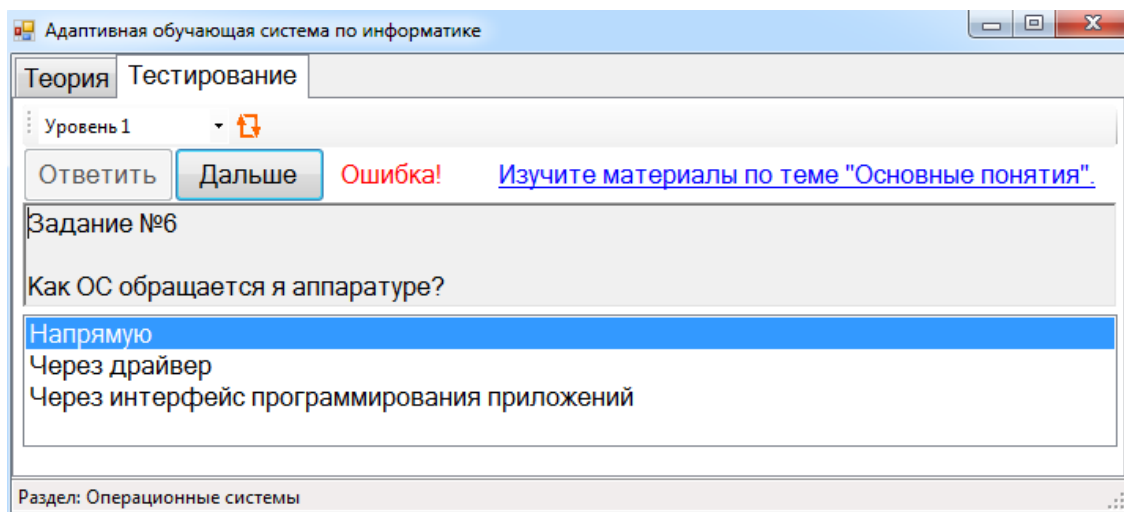 Адаптивная обучающая система по информатике
Теория Тестирование
Уровень 1
Ответить Дальше Ошибка! Изучите материалы по теме "Основные понятия".
Задание №6
Как ОС обращается я аппаратуре?
Напрямую
Через драйвер
Через интерфейс программирования приложений
Раздел: Операционные системы